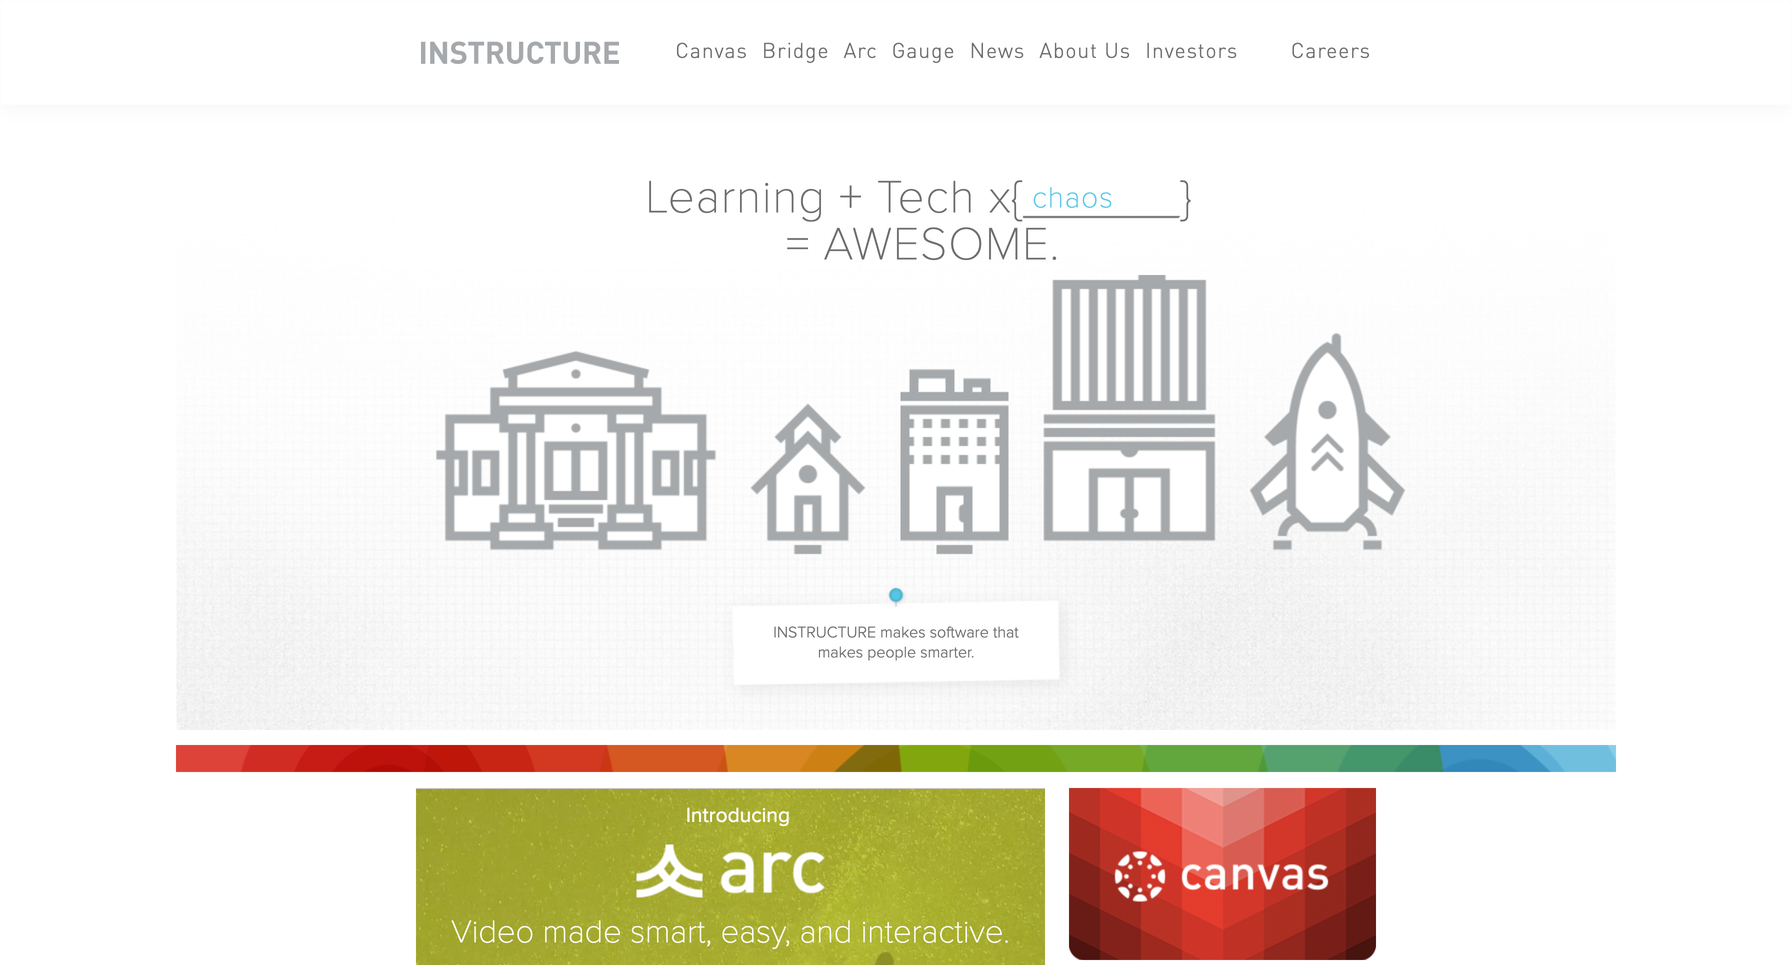 INSTRUCTURE
Canvas Bridge Arc Gauge News About Us Investors Careers
Learning + Tech x{chaos}
= AWESOME.
INSTRUCTURE makes software that
makes people smarter.
Introducing
arc
Video made smart, easy, and interactive.
canvas